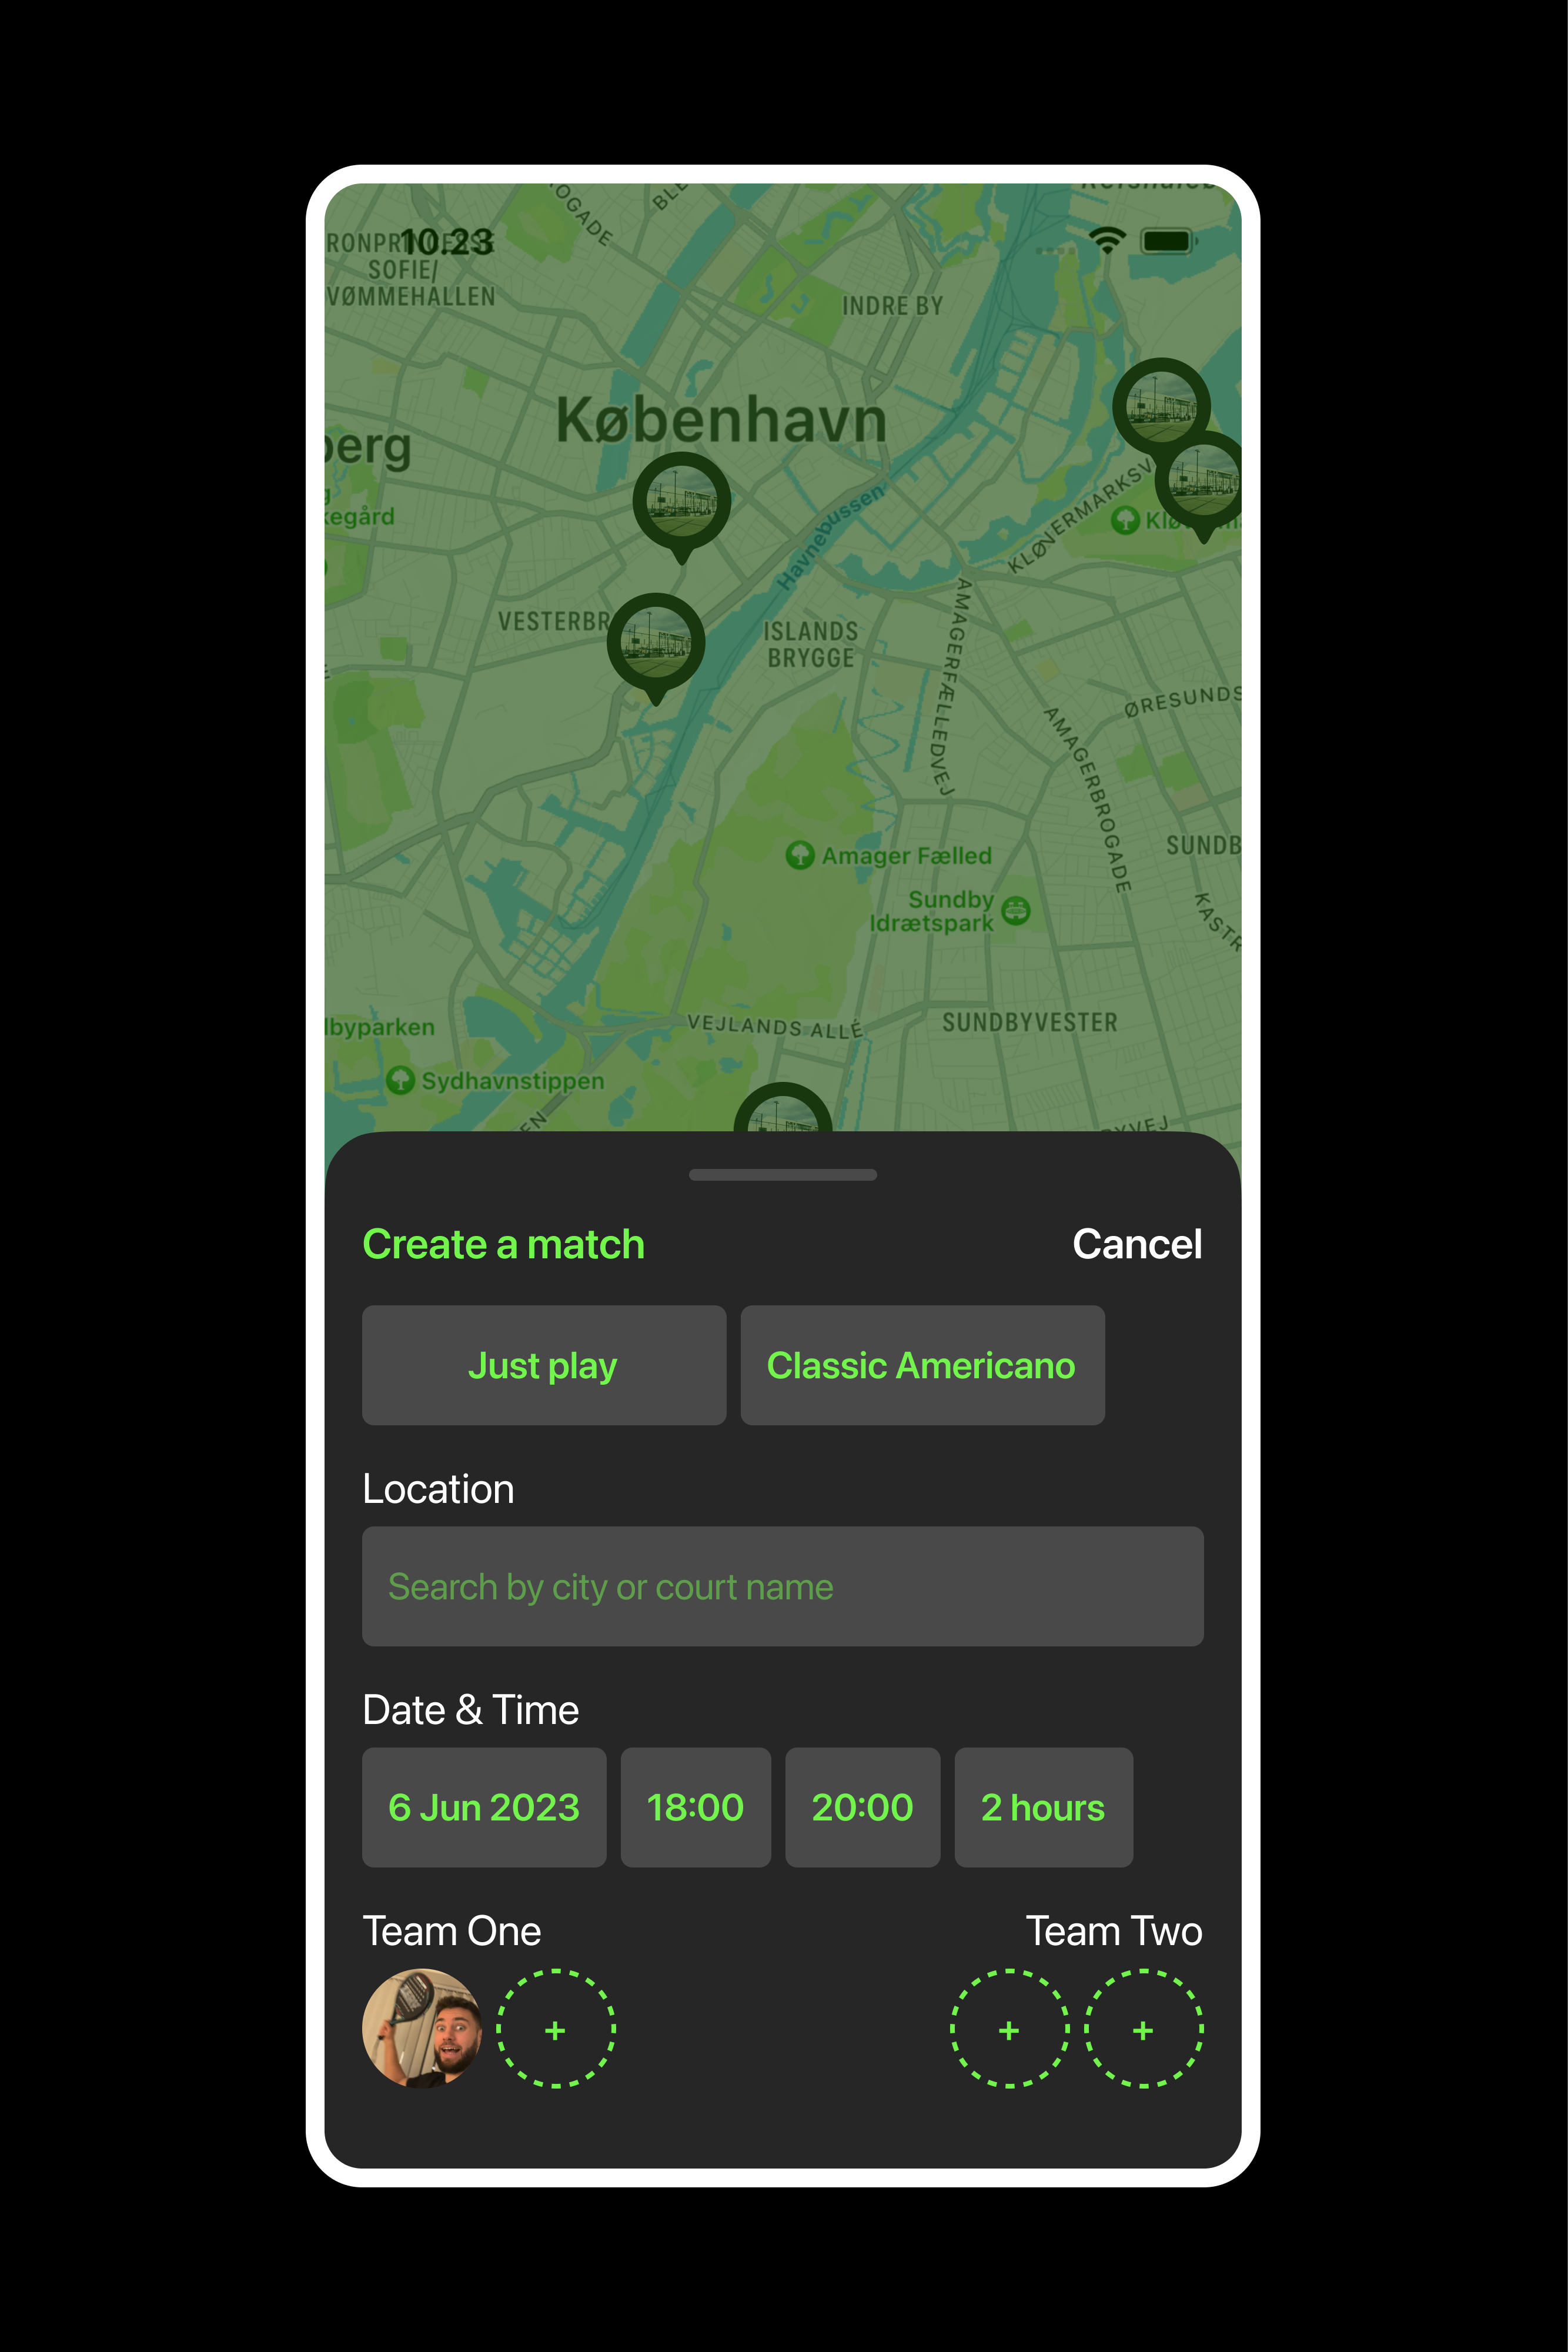 10.23
RONPRINCESSE
SOFIE/
VØMMEHALLEN
INDRE BY
København
berg
kegård
Havnebussen
KLØVERMARKSV
VESTERBR
ISLANDS
BRYGGE
AMAGERFÆLLEDVEJ
ØRESUNDS
AMAGERBROGADE
SUNDB
Amager Fælled
Sundby
Idrætspark
KASTR
lbyparken
VEJLANDS ALLÉ
SUNDBYVESTER
Sydhavnstippen
Create a match
Cancel
Just play
Classic Americano
Location
Search by city or court name
Date & Time
6 Jun 2023
18:00
20:00
2 hours
Team One
Team Two
+
+
+